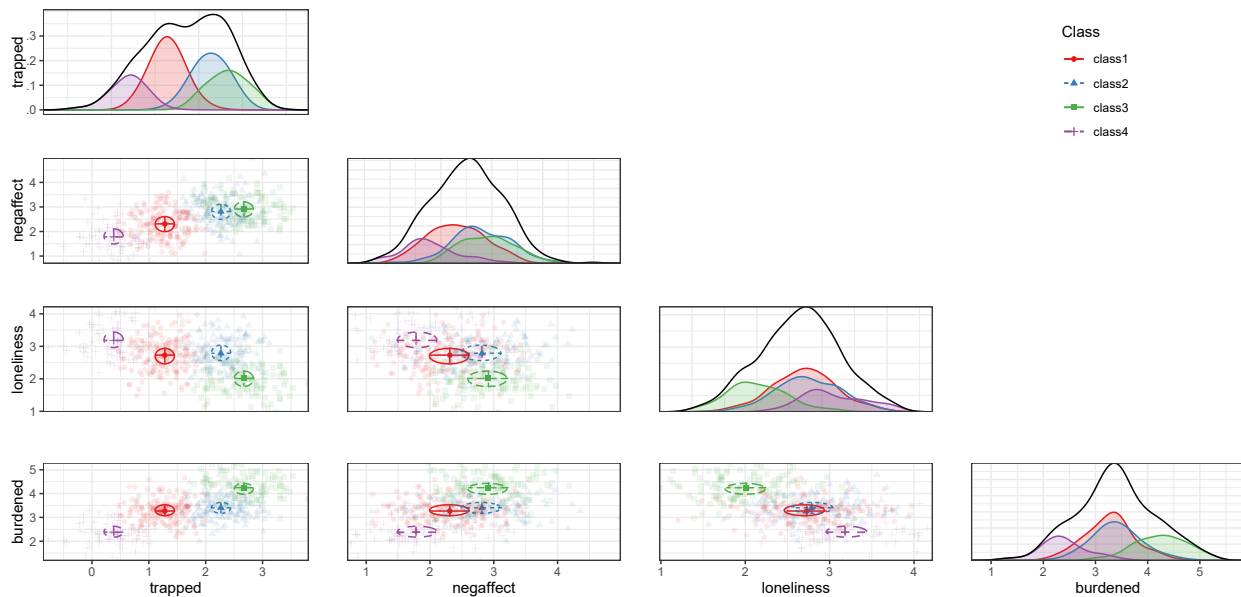 Class
class1
class2
class3
class4
trapped
.3
.2
.1
.0
negaffect
4
3
2
1
loneliness
4
3
2
1
burdened
5
4
3
2
0 1 2 3
1 2 3 4
1 2 3 4
1 2 3 4 5
trapped negaffect loneliness burdened